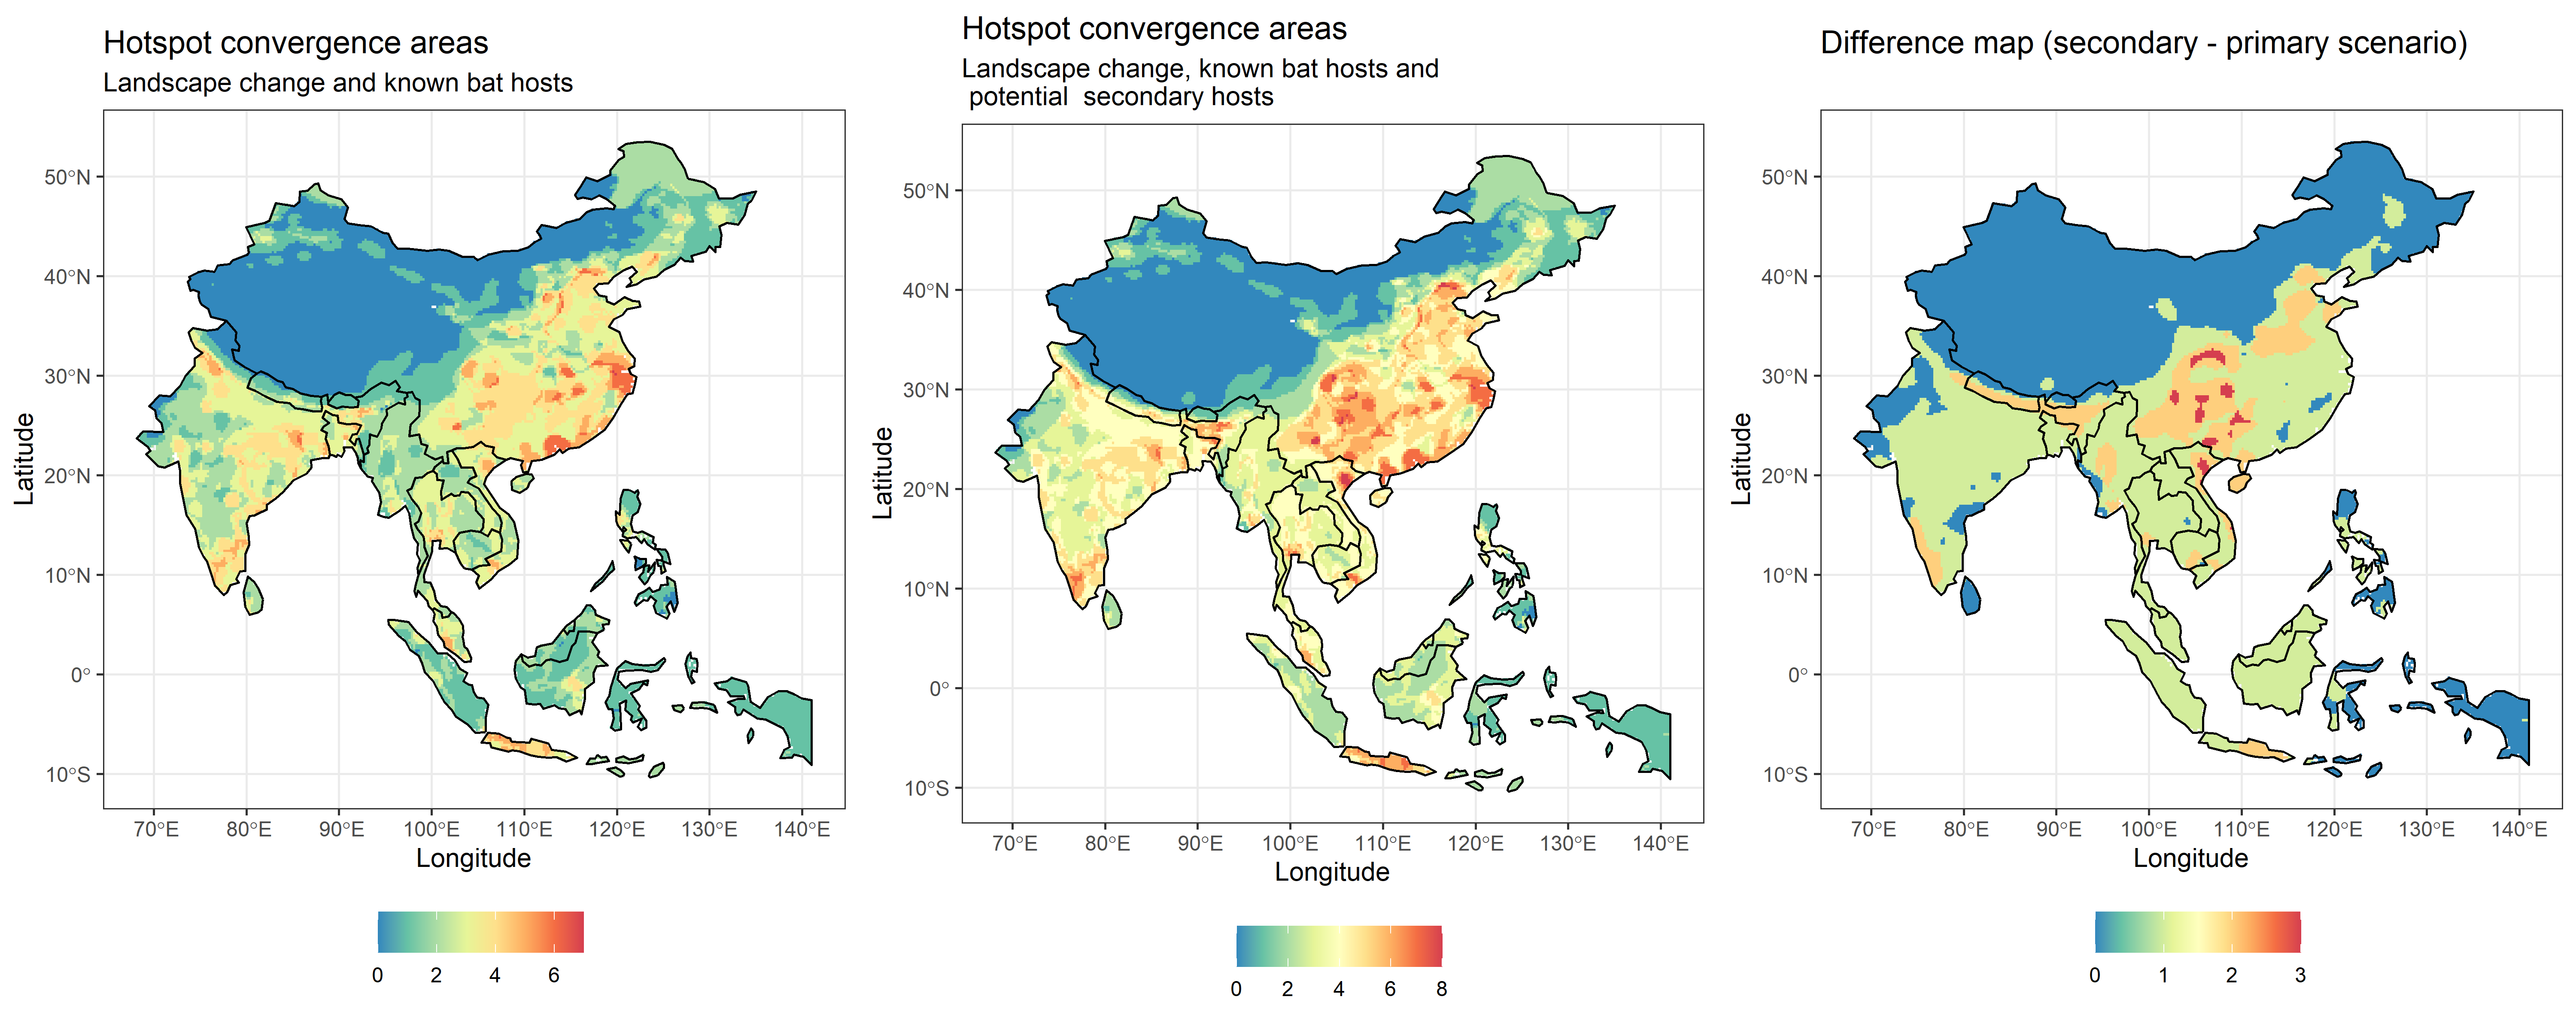 Hotspot convergence areas
Landscape change and known bat hosts
50°N
40°N
30°N
20°N
10°N
0°
10°S
Latitude
70°E 80°E 90°E 100°E 110°E 120°E 130°E 140°E
Longitude
0 2 4 6
Hotspot convergence areas
Landscape change, known bat hosts and
potential  secondary hosts
50°N
40°N
30°N
20°N
10°N
0°
10°S
Latitude
70°E 80°E 90°E 100°E 110°E 120°E 130°E 140°E
Longitude
0 2 4 6 8
Difference map (secondary - primary scenario)
50°N
40°N
30°N
20°N
10°N
0°
10°S
Latitude
70°E 80°E 90°E 100°E 110°E 120°E 130°E 140°E
Longitude
0 1 2 3